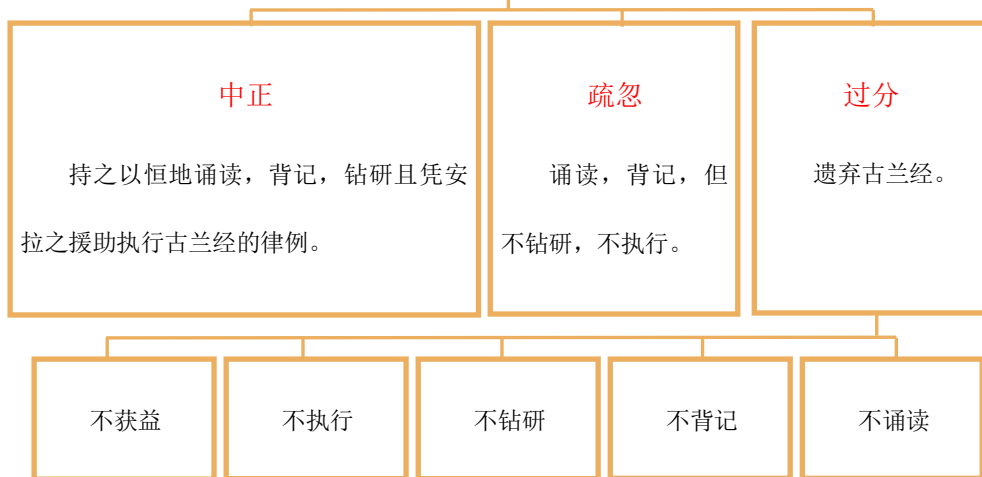 中正
持之以恒地诵读，背记，钻研且凭安
拉之援助执行古兰经的律例。
疏忽
诵读，背记，但
不钻研，不执行。
过分
遗弃古兰经。
不获益
不执行
不钻研
不背记
不诵读